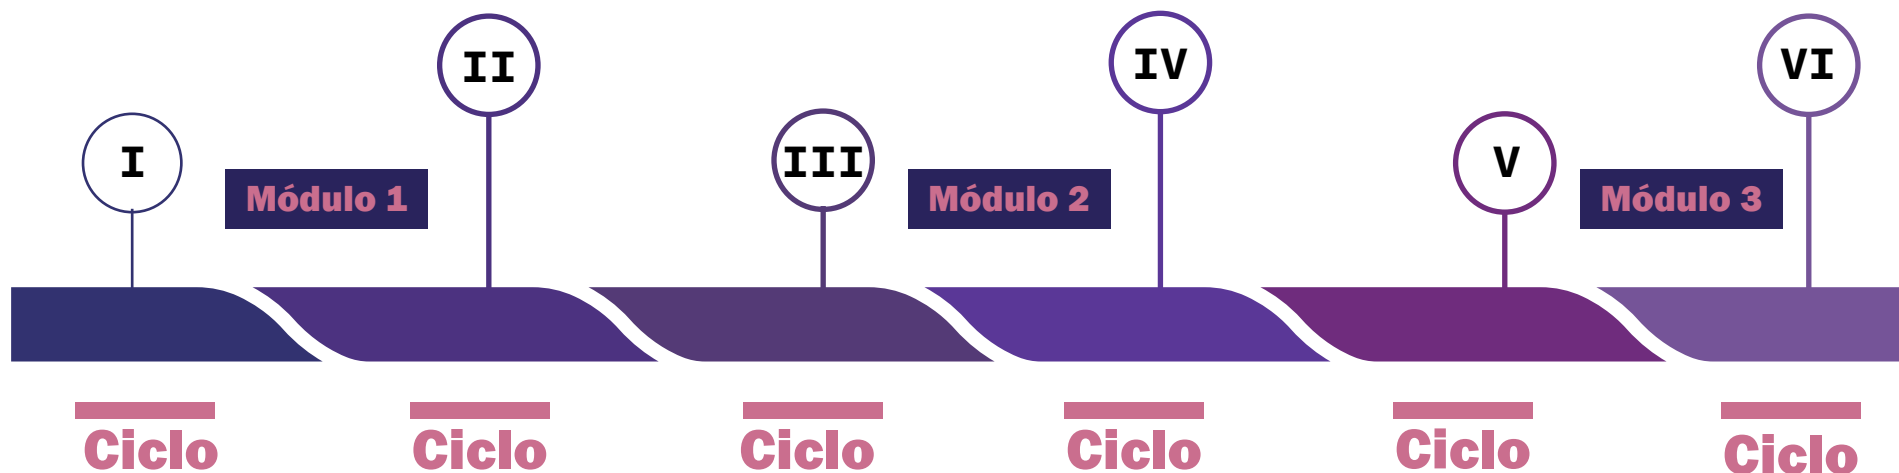 I
II
III
IV
V
VI
Módulo 1
Módulo 2
Módulo 3
Ciclo
Ciclo
Ciclo
Ciclo
Ciclo
Ciclo